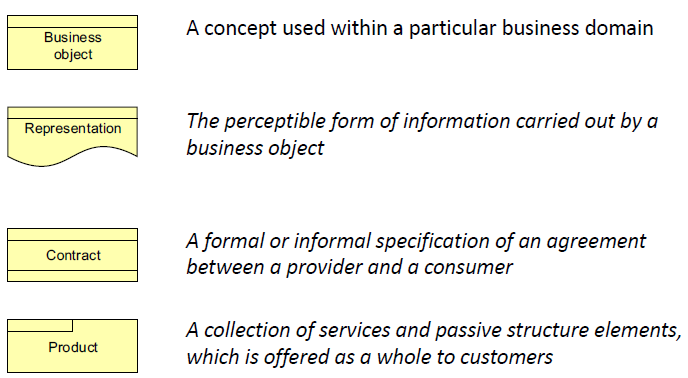 Business
object
A concept used within a particular business domain
Representation
The perceptible form of information carried out by a
business object
Contract
A formal or informal specification of an agreement
between a provider and a consumer
Product
A collection of services and passive structure elements,
which is offered as a whole to customers